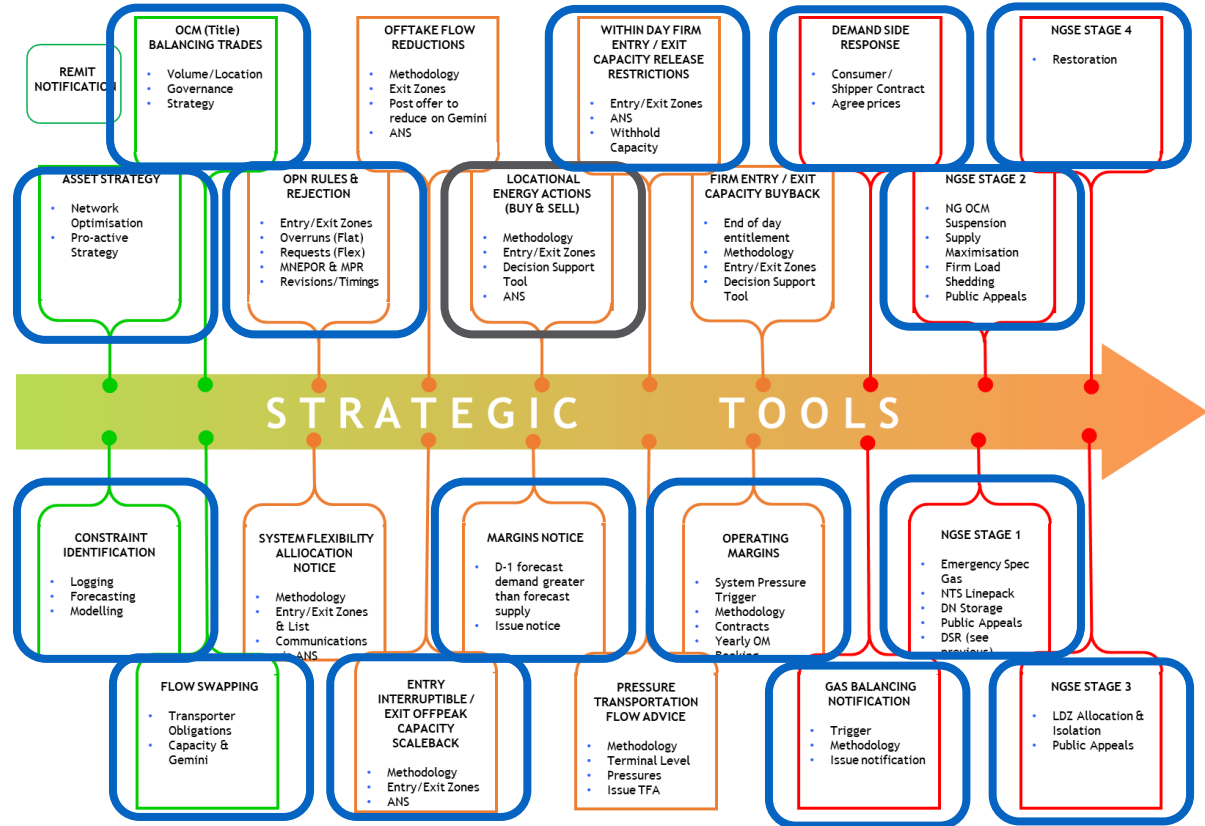 REMIT
NOTIFICATION
OCM (Title)
BALANCING TRADES
• Volume/Location
• Governance
• Strategy
OFFTAKE FLOW
REDUCTIONS
• Methodology
• Exit Zones
• Post offer to
reduce on Gemini
• ANS
WITHIN DAY FIRM
ENTRY / EXIT
CAPACITY RELEASE
RESTRICTIONS
• Entry/Exit Zones
• ANS
• Withhold
Capacity
DEMAND SIDE
RESPONSE
• Consumer/
Shipper Contract
• Agree prices
NGSE STAGE 4
• Restoration
ASSET STRATEGY
• Network
Optimisation
• Pro-active
Strategy
OPN RULES &
REJECTION
• Entry/Exit Zones
• Overruns (Flat)
• Requests (Flex)
• MNEPOR & MPR
• Revisions/Timings
LOCATIONAL
ENERGY ACTIONS
(BUY & SELL)
• Methodology
• Entry/Exit Zones
• Decision Support
Tool
• ANS
FIRM ENTRY / EXIT
CAPACITY BUYBACK
• End of day
entitlement
• Methodology
• Entry/Exit Zones
• Decision Support
Tool
NGSE STAGE 2
• NG OCM
Suspension
• Supply
Maximisation
• Firm Load
Shedding
• Public Appeals
STRATEGIC TOOLS
CONSTRAINT
IDENTIFICATION
• Logging
• Forecasting
• Modelling
SYSTEM FLEXIBILITY
ALLIOCATION
NOTICE
• Methodology
• Entry/Exit Zones
& List
• Communications
via ANS
MARGINS NOTICE
• D-1 forecast
demand greater
than forecast
supply
• Issue notice
OPERATING
MARGINS
• System Pressure
Trigger
• Methodology
• Contracts
• Yearly OM
Booking
NGSE STAGE 1
• Emergency Spec
Gas
• NTS Linepack
• DN Storage
• Public Appeals
• DSR (see
previous)
FLOW SWAPPING
• Transporter
Obligations
• Capacity &
Gemini
ENTRY
INTERRUPTIBLE /
EXIT OFFPEAK
CAPACITY
SCALEBACK
• Methodology
• Entry/Exit Zones
• ANS
PRESSURE
TRANSPORTATION
FLOW ADVICE
• Methodology
• Terminal Level
• Pressures
• Issue TFA
GAS BALANCING
NOTIFICATION
• Trigger
• Methodology
• Issue notification
NGSE STAGE 3
• LDZ Allocation &
Isolation
• Public Appeals